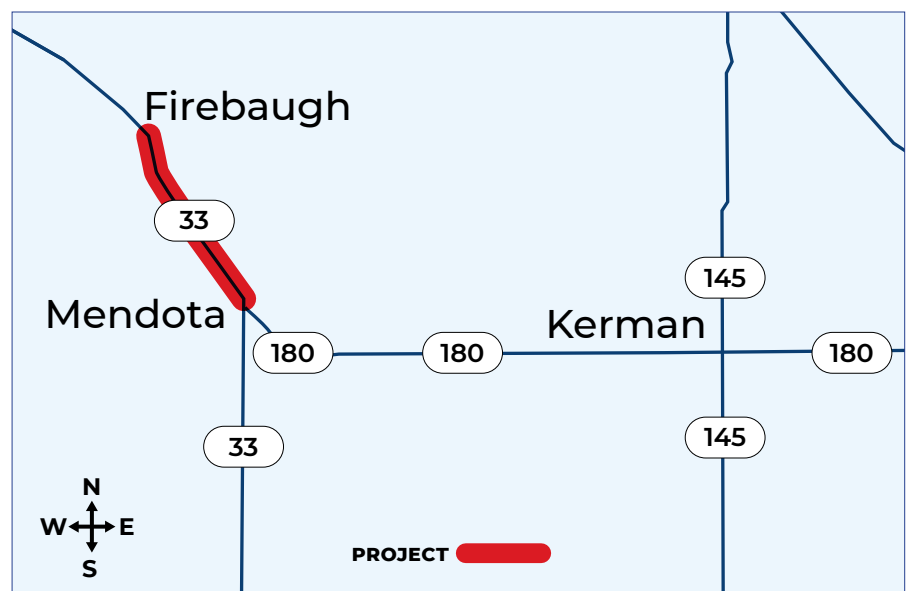 Firebaugh
33
145
Mendota
Kerman
180
180
180
33
145
N
W E
S
PROJECT